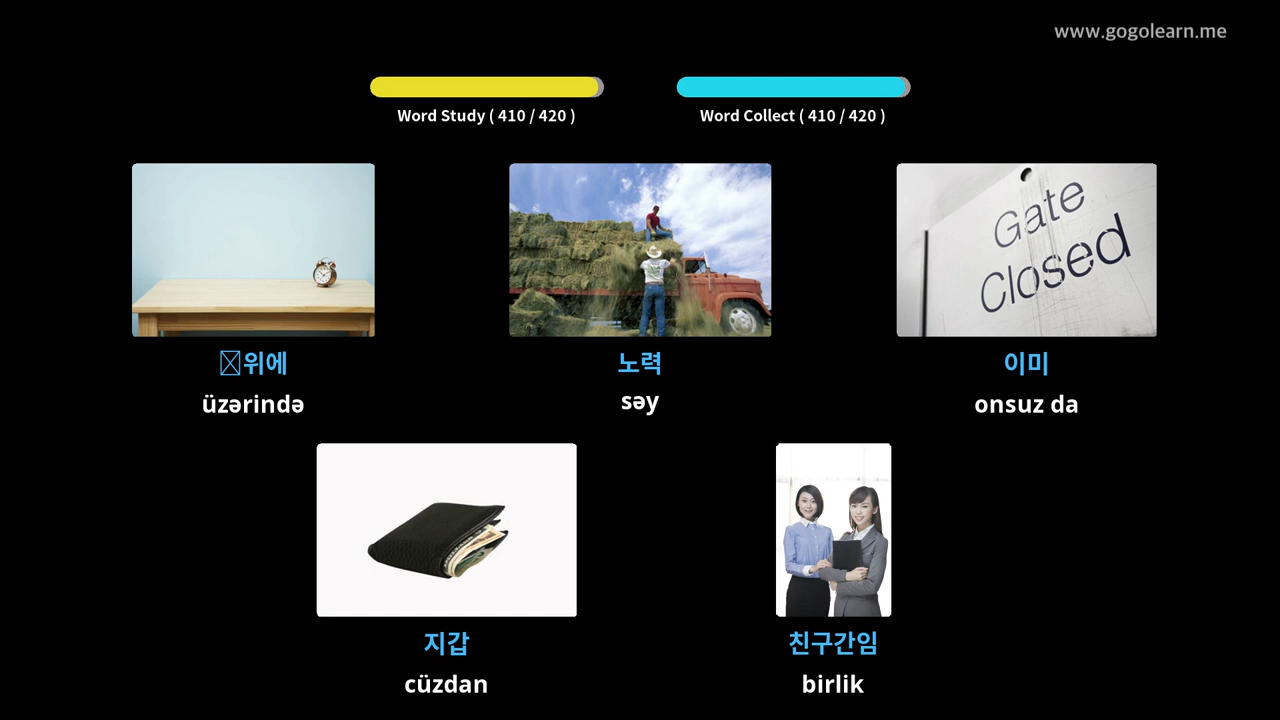 www.gogolearn.me
Word Study ( 410 / 420 )
Word Collect ( 410 / 420 )
Gate
Closed
위에
üzərində
노력
səy
이미
onsuz da
지갑
cüzdan
친구간임
birlik